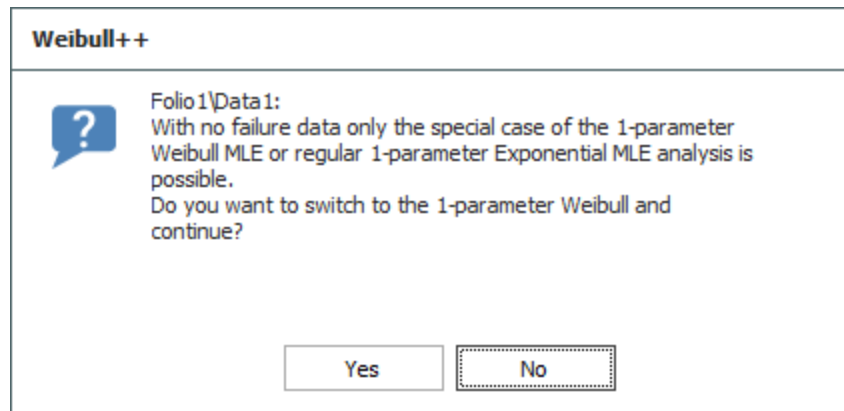 Weibull++
Folio1\Data1:
With no failure data only the special case of the 1-parameter
Weibull MLE or regular 1-parameter Exponential MLE analysis is
possible.
Do you want to switch to the 1-parameter Weibull and
continue?
Yes
No